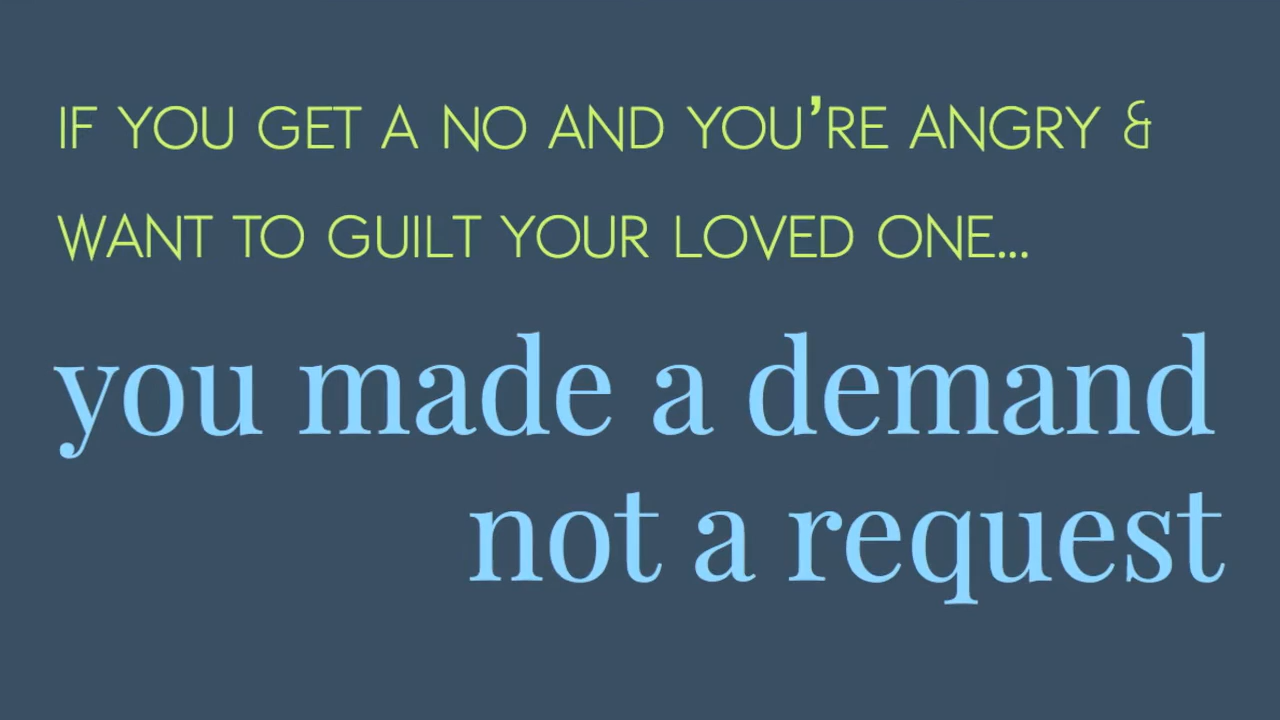 IF YOU GET A NO AND YOU'RE ANGRY &
WANT TO GUILT YOUR LOVED ONE...
you made a demand
not a request